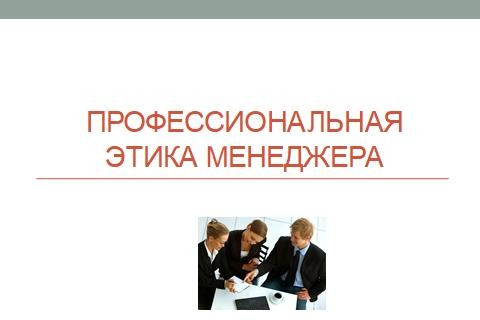 ПРОФЕССИОНАЛЬНАЯ
ЭТИКА МЕНЕДЖЕРА